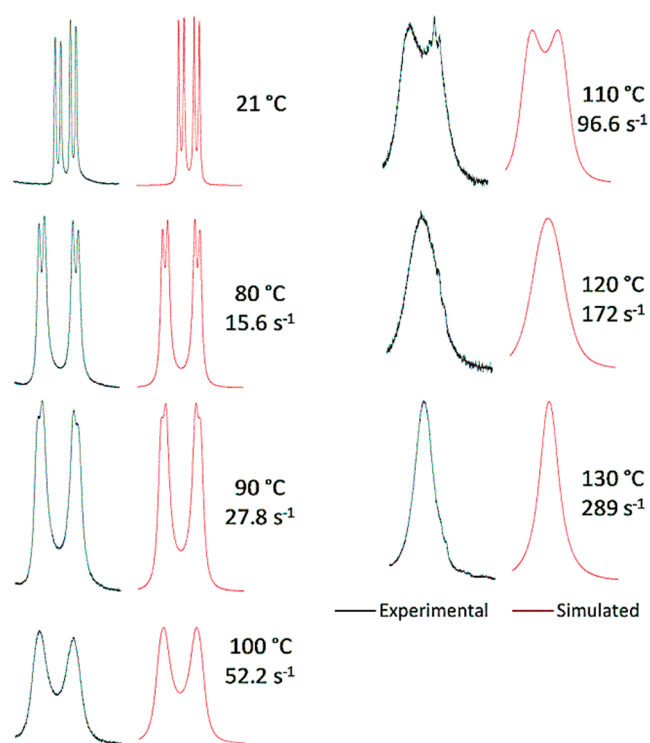 21 °C
80 °C
15.6 s-1
90 °C
27.8 s-1
100 °C
52.2 s-1
110 °C
96.6 s-1
120 °C
172 s-1
130 °C
289 s-1
Experimental
Simulated